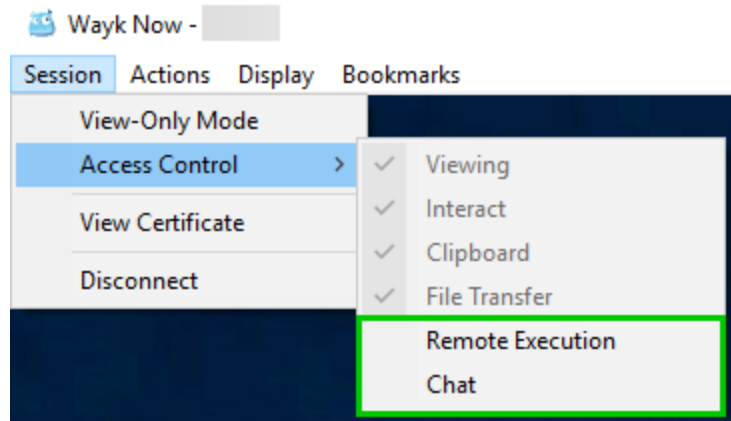 Wayk Now -
Session Actions Display Bookmarks
View-Only Mode
Access Control
View Certificate
Disconnect
Viewing
Interact
Clipboard
File Transfer
Remote Execution
Chat